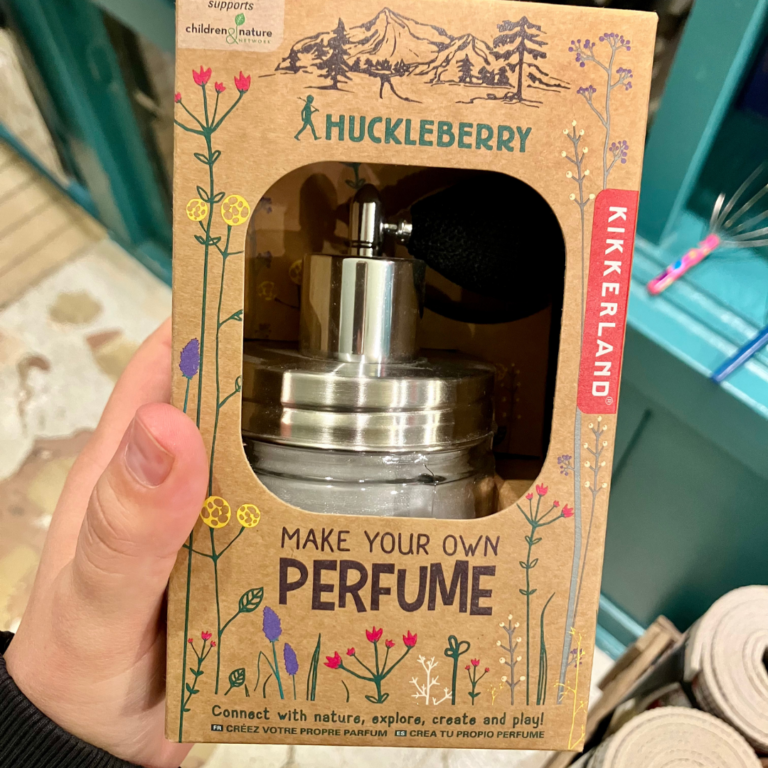 supports
children & nature
NETWORK
HUCKLEBERRY
KIKKERLAND®
MAKE YOUR OWN
PERFUME
Connect with nature, explore, create and play!
FR CRÉEZ VOTRE PROPRE PARFUM ES CREA TU PROPIO PERFUME